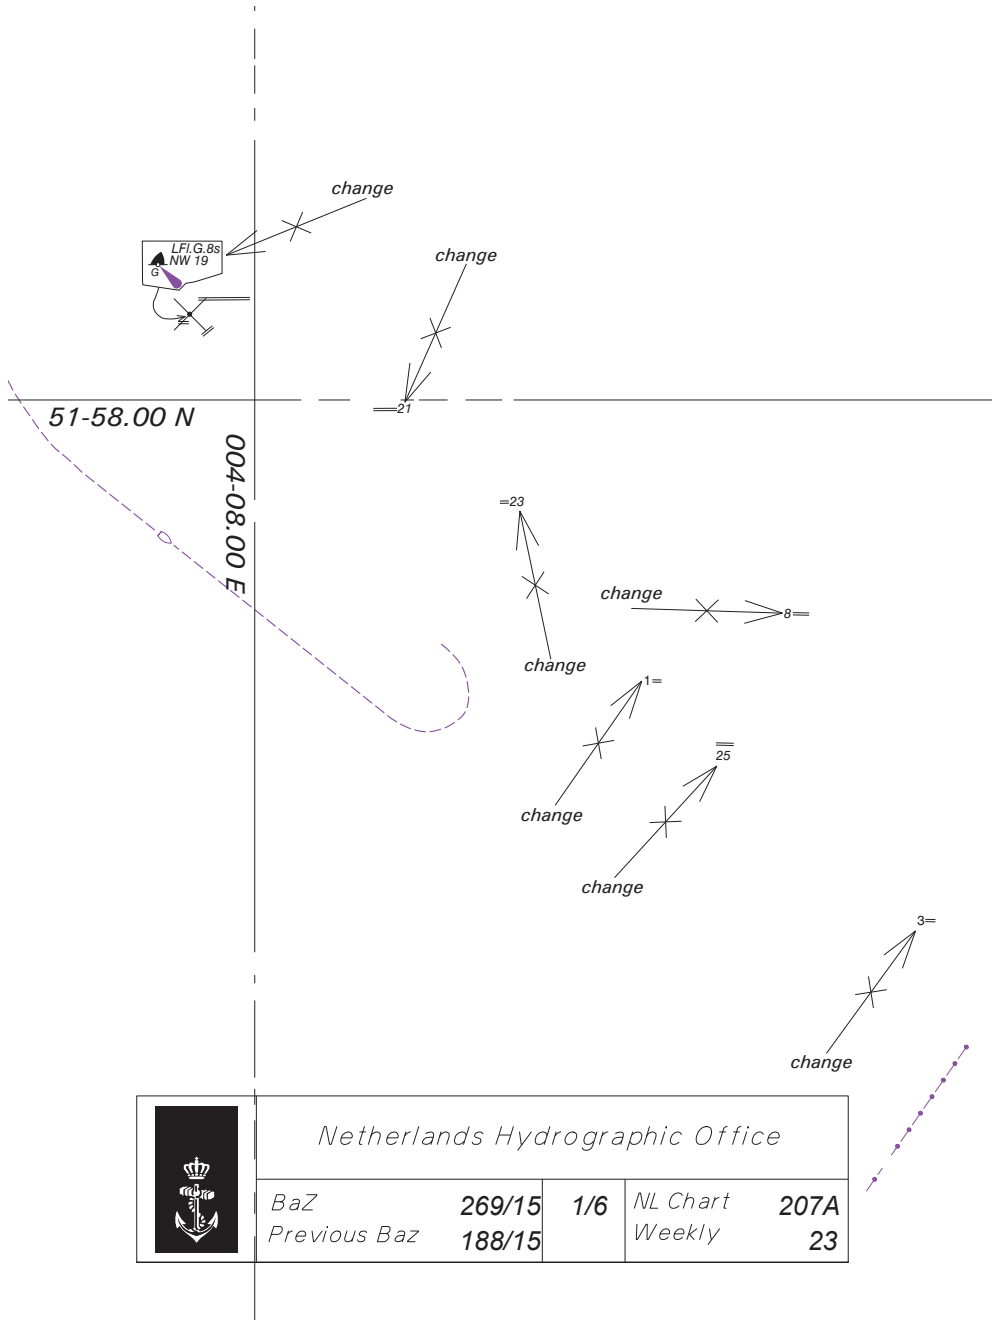 change
LFl.G.8s
NW 19
G
change
N
21
51-58.00 N
004-08.00 E
23
change
8
change
1
25
change
change
3
change
Netherlands Hydrographic Office
BaZ 269/15 1/6 NL Chart 207A
Previous Baz 188/15 Weekly 23